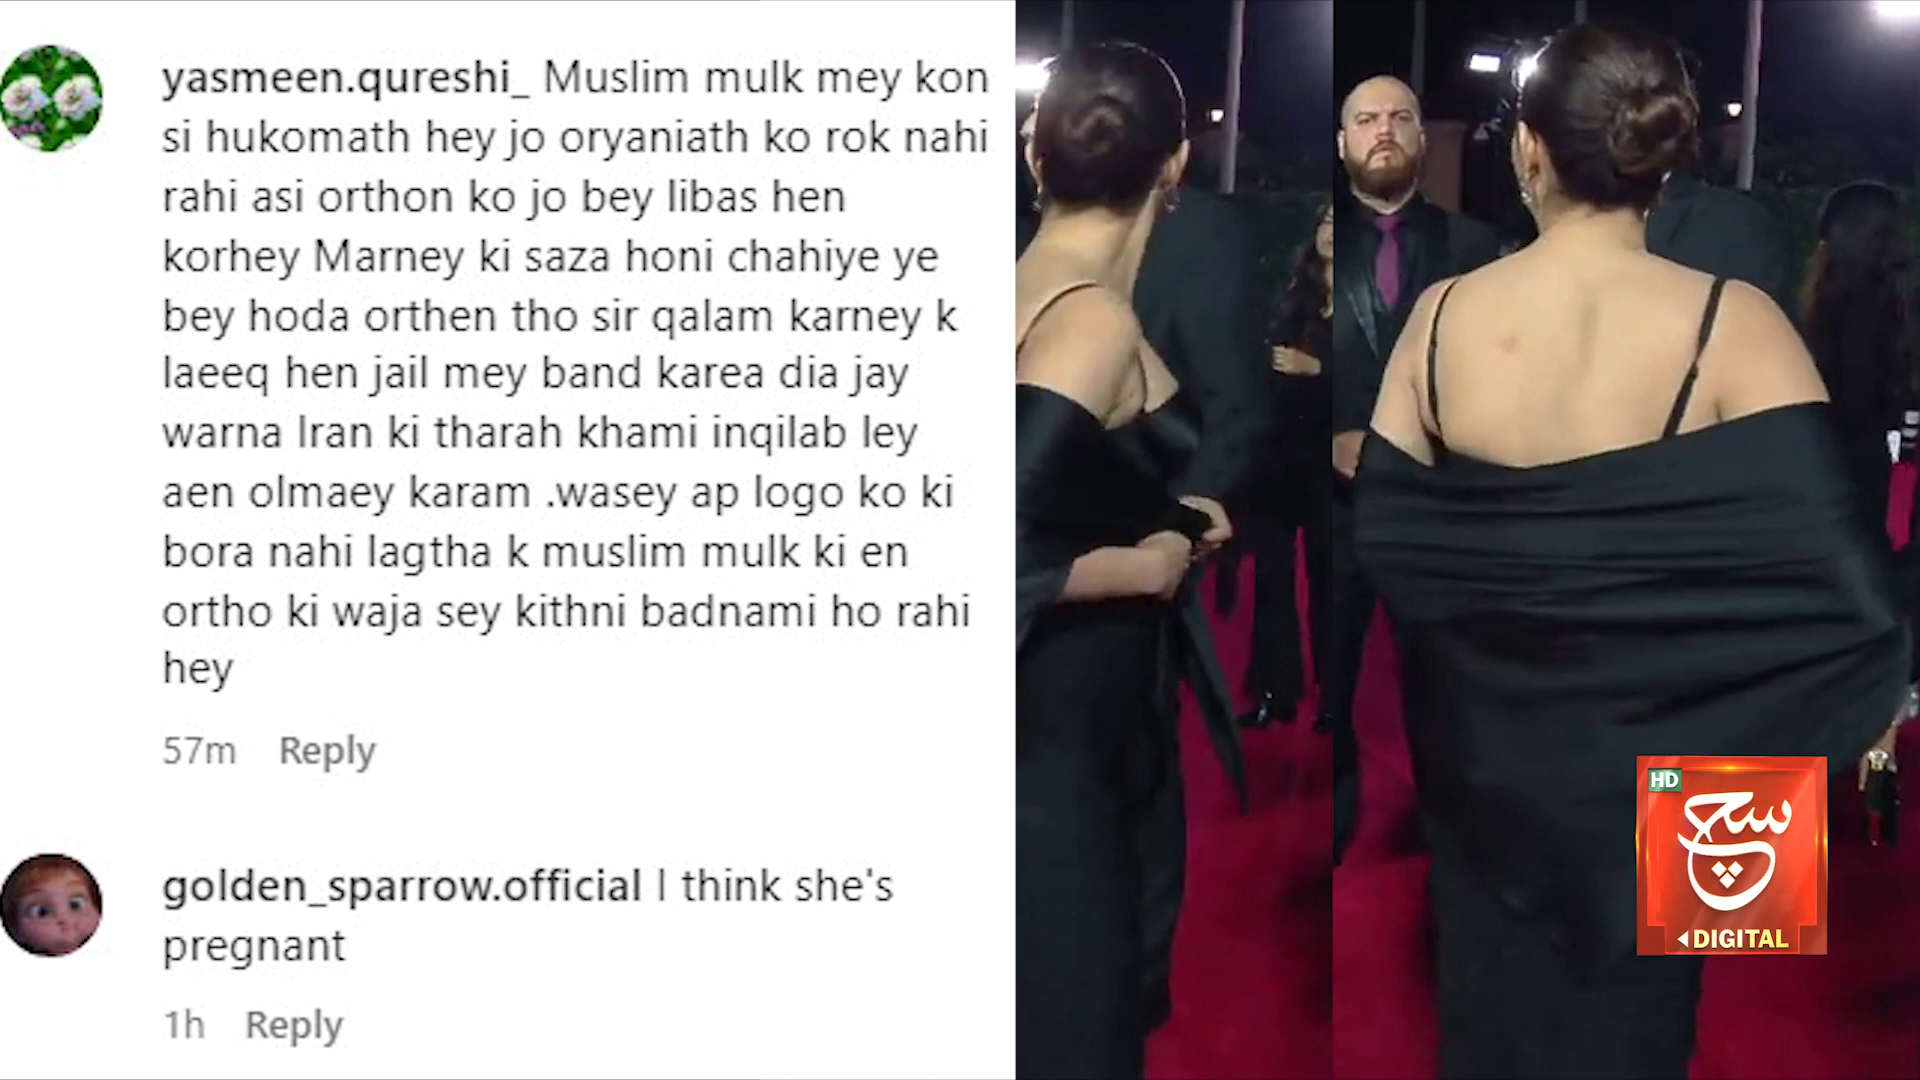 yasmeen.qureshi_ Muslim mulk mey kon
si hukomath hey jo oryaniath ko rok nahi
rahi asi orthon ko jo bey libas hen
korhey Marney ki saza honi chahiye ye
bey hoda orthen tho sir qalam karney k
laeeq hen jail mey band karea dia jay
warna Iran ki tharah khami inqilab ley
aen olmaey karam .wasey ap logo ko ki
bora nahi lagtha k muslim mulk ki en
ortho ki waja sey kithni badnami ho rahi
hey
57m Reply
golden_sparrow.official I think she's
pregnant
1h Reply
HD
سچ
DIGITAL